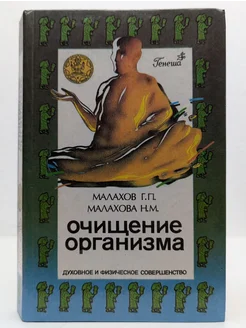 Генеша
МАЛАХОВ Г.П.
МАЛАХОВА Н.М.
ОЧИЩЕНИЕ
ОРГАНИЗМА
ДУХОВНОЕ И ФИЗИЧЕСКОЕ СОВЕРШЕНСТВО